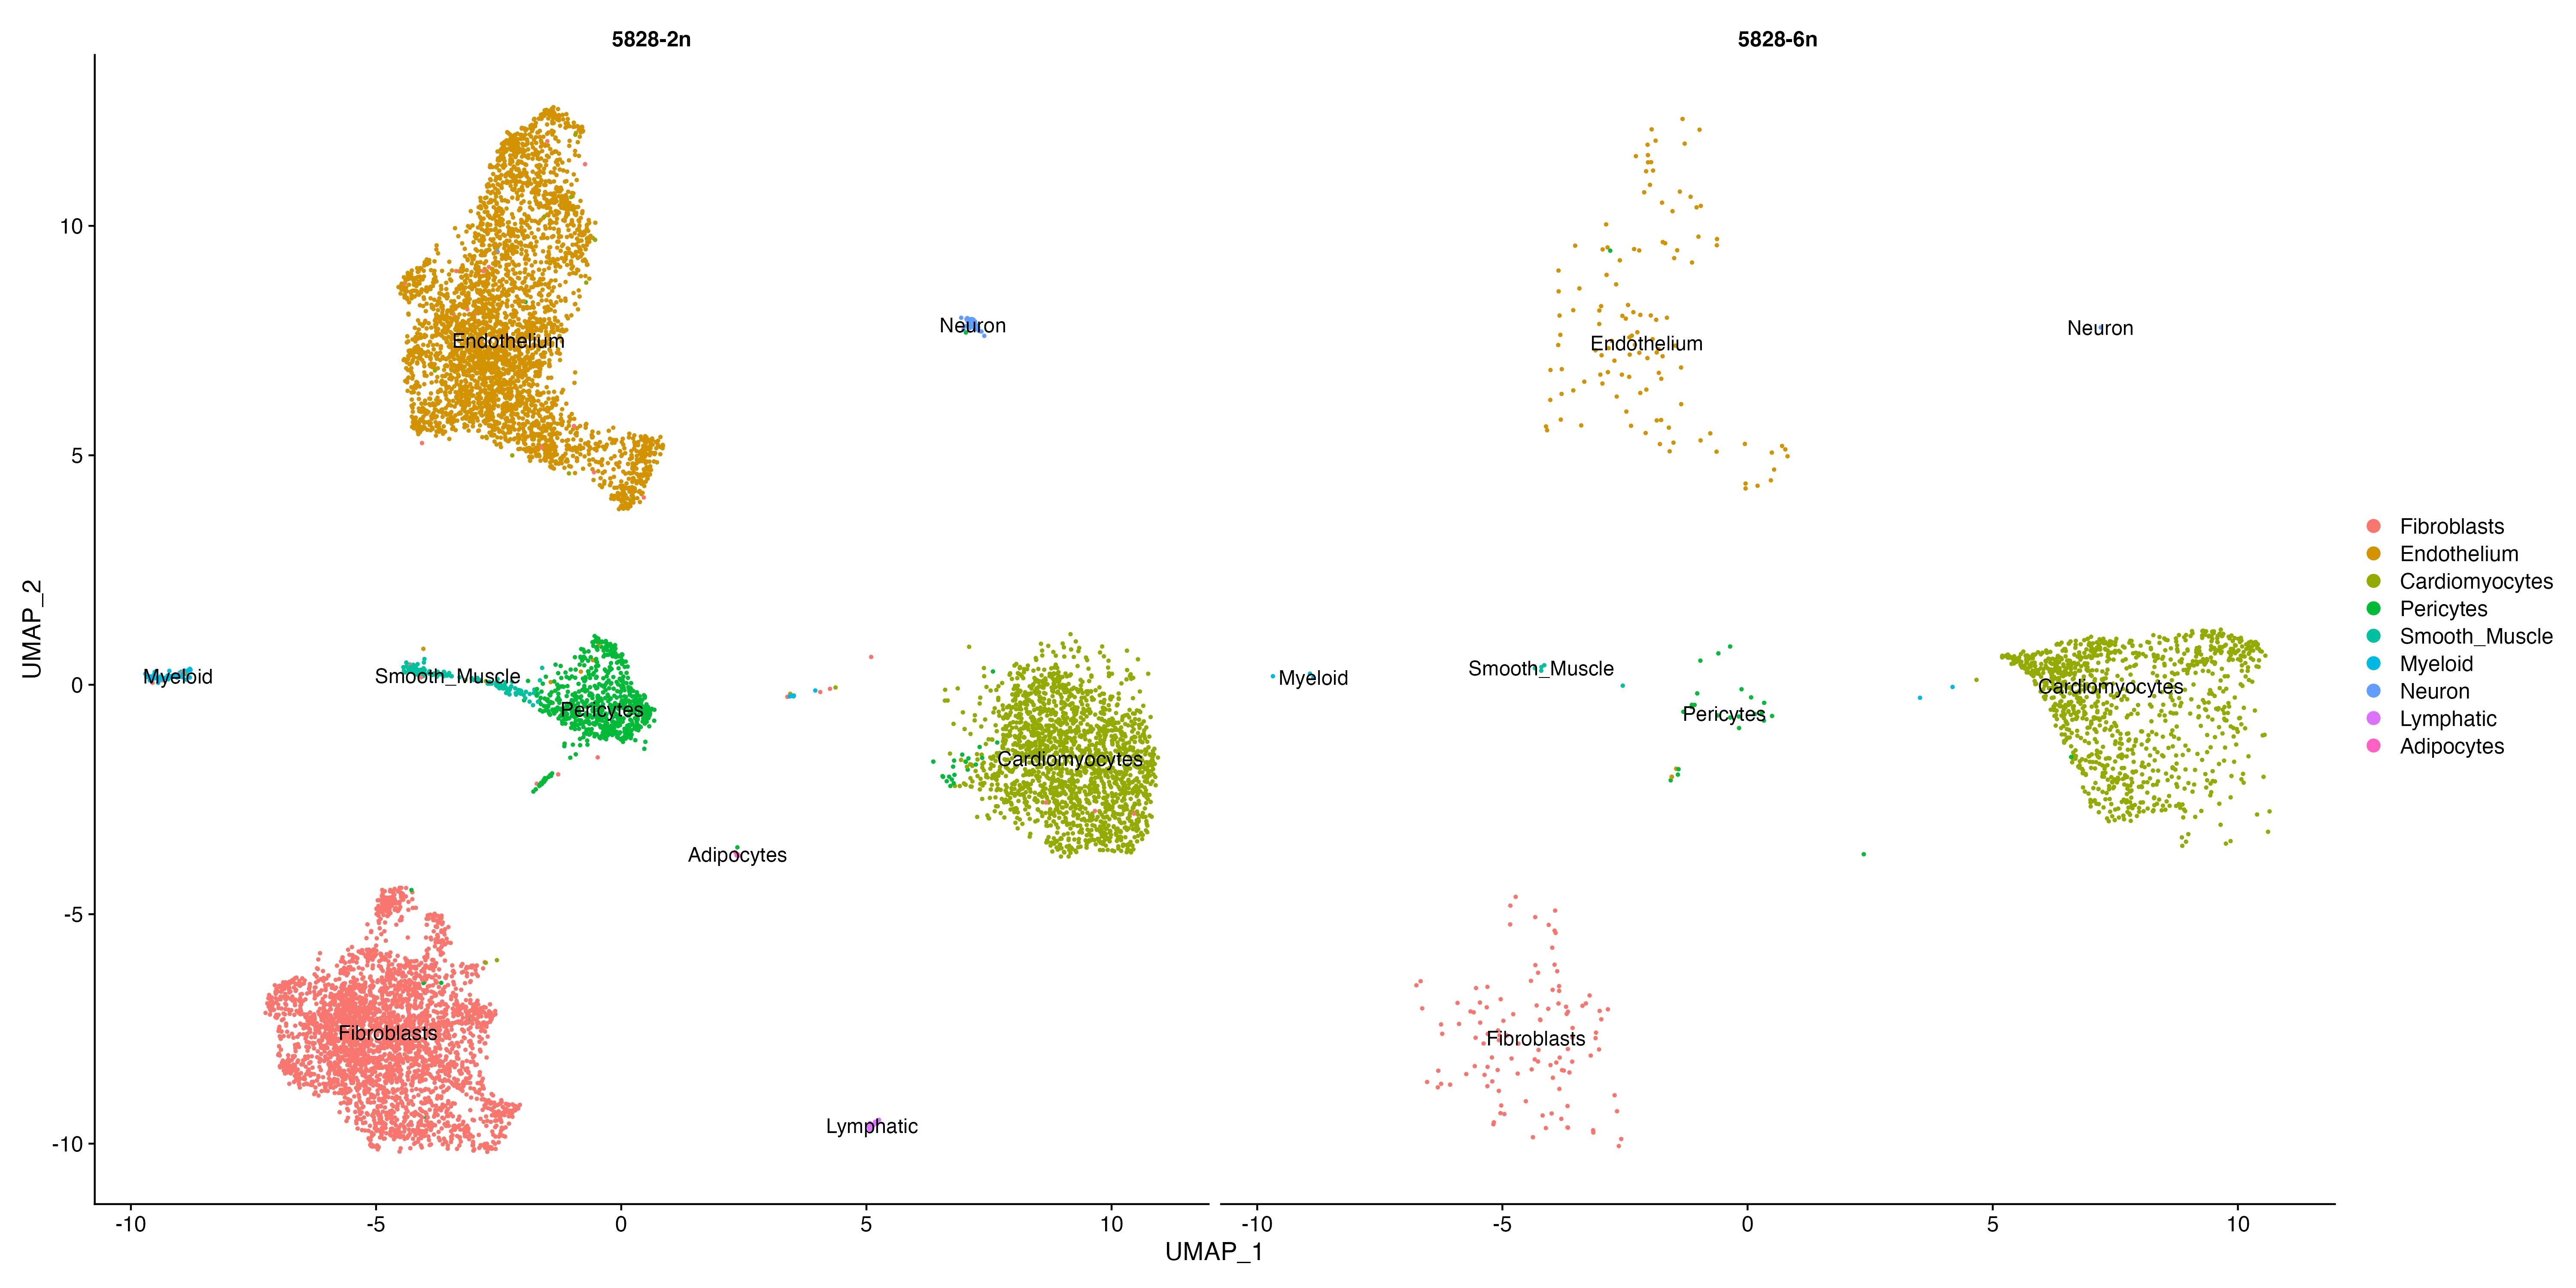 5828-2n
5828-6n
UMAP_2
10
5
0
-5
-10
Endothelium
Neuron
Myeloid
Smooth_Muscle
Pericytes
Cardiomyocytes
Adipocytes
Fibroblasts
Lymphatic
-10
-5
0
5
10
Neuron
Endothelium
Smooth_Muscle
Myeloid
Cardiomyocytes
Pericytes
Fibroblasts
-10
-5
0
5
10
UMAP_1
Fibroblasts
Endothelium
Cardiomyocytes
Pericytes
Smooth_Muscle
Myeloid
Neuron
Lymphatic
Adipocytes